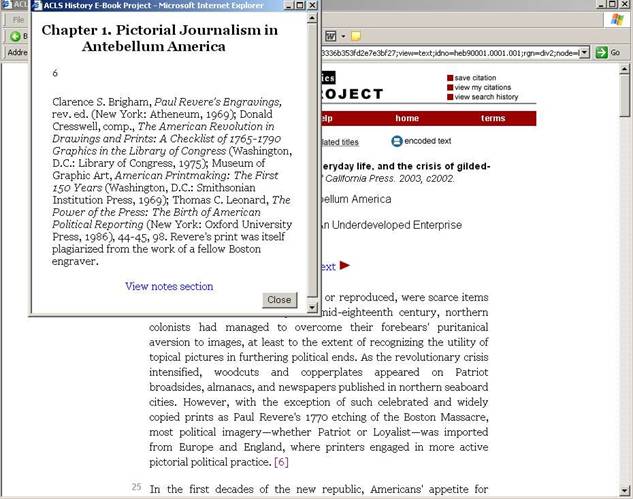 ACLS History E-Book Project - Microsoft Internet Explorer
Chapter 1. Pictorial Journalism in
Antebellum America
6
Clarence S. Brigham, Paul Revere's Engravings,
rev. ed. (New York: Atheneum, 1969); Donald
Cresswell, comp., The American Revolution in
Drawings and Prints: A Checklist of 1765-1790
Graphics in the Library of Congress (Washington,
D.C.: Library of Congress, 1975); Museum of
Graphic Art, American Printmaking: The First
150 Years (Washington, D.C.: Smithsonian
Institution Press, 1969); Thomas C. Leonard, The
Power of the Press: The Birth of American
Political Reporting (New York: Oxford University
Press, 1986), 44-45, 98. Revere's print was itself
plagiarized from the work of a fellow Boston
engraver.
View notes section
Close
ACLS
File
Addre
3336b353fd2e7e3bf27;view=text;idno=heb90001.0001.001;rgn=div2;node=
Go
ics
ROJECT
save citation
view my citations
view search history
elp home terms
lated titles encoded text
eryday life, and the crisis of gilded-
f California Press. 2003, c2002.
bellum America
An Underdeveloped Enterprise
ext
or reproduced, were scarce items
mid-eighteenth century, northern
colonists had managed to overcome their forebears' puritanical
aversion to images, at least to the extent of recognizing the utility of
topical pictures in furthering political ends. As the revolutionary crisis
intensified, woodcuts and copperplates appeared on Patriot
broadsides, almanacs, and newspapers published in northern seaboard
cities. However, with the exception of such celebrated and widely
copied prints as Paul Revere's 1770 etching of the Boston Massacre,
most political imagery—whether Patriot or Loyalist—was imported
from Europe and England, where printers engaged in more active
pictorial political practice. [6]
25 In the first decades of the new republic, Americans' appetite for